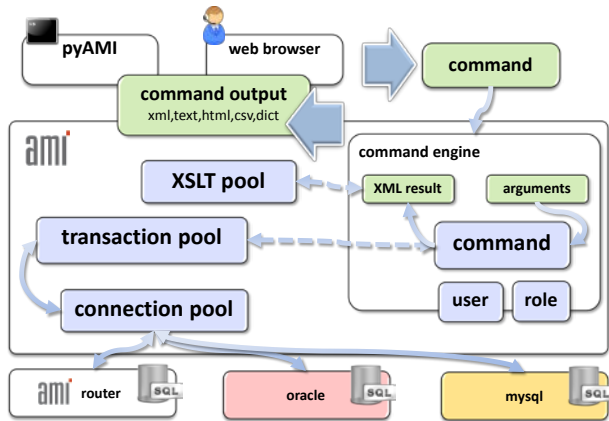 pyAMI
web browser
command
command output
xml,text,html,csv,dict
ami
command engine
XSLT pool
XML result
arguments
transaction pool
command
connection pool
user
role
ami router
SQL
oracle
SQL
mysql
SQL